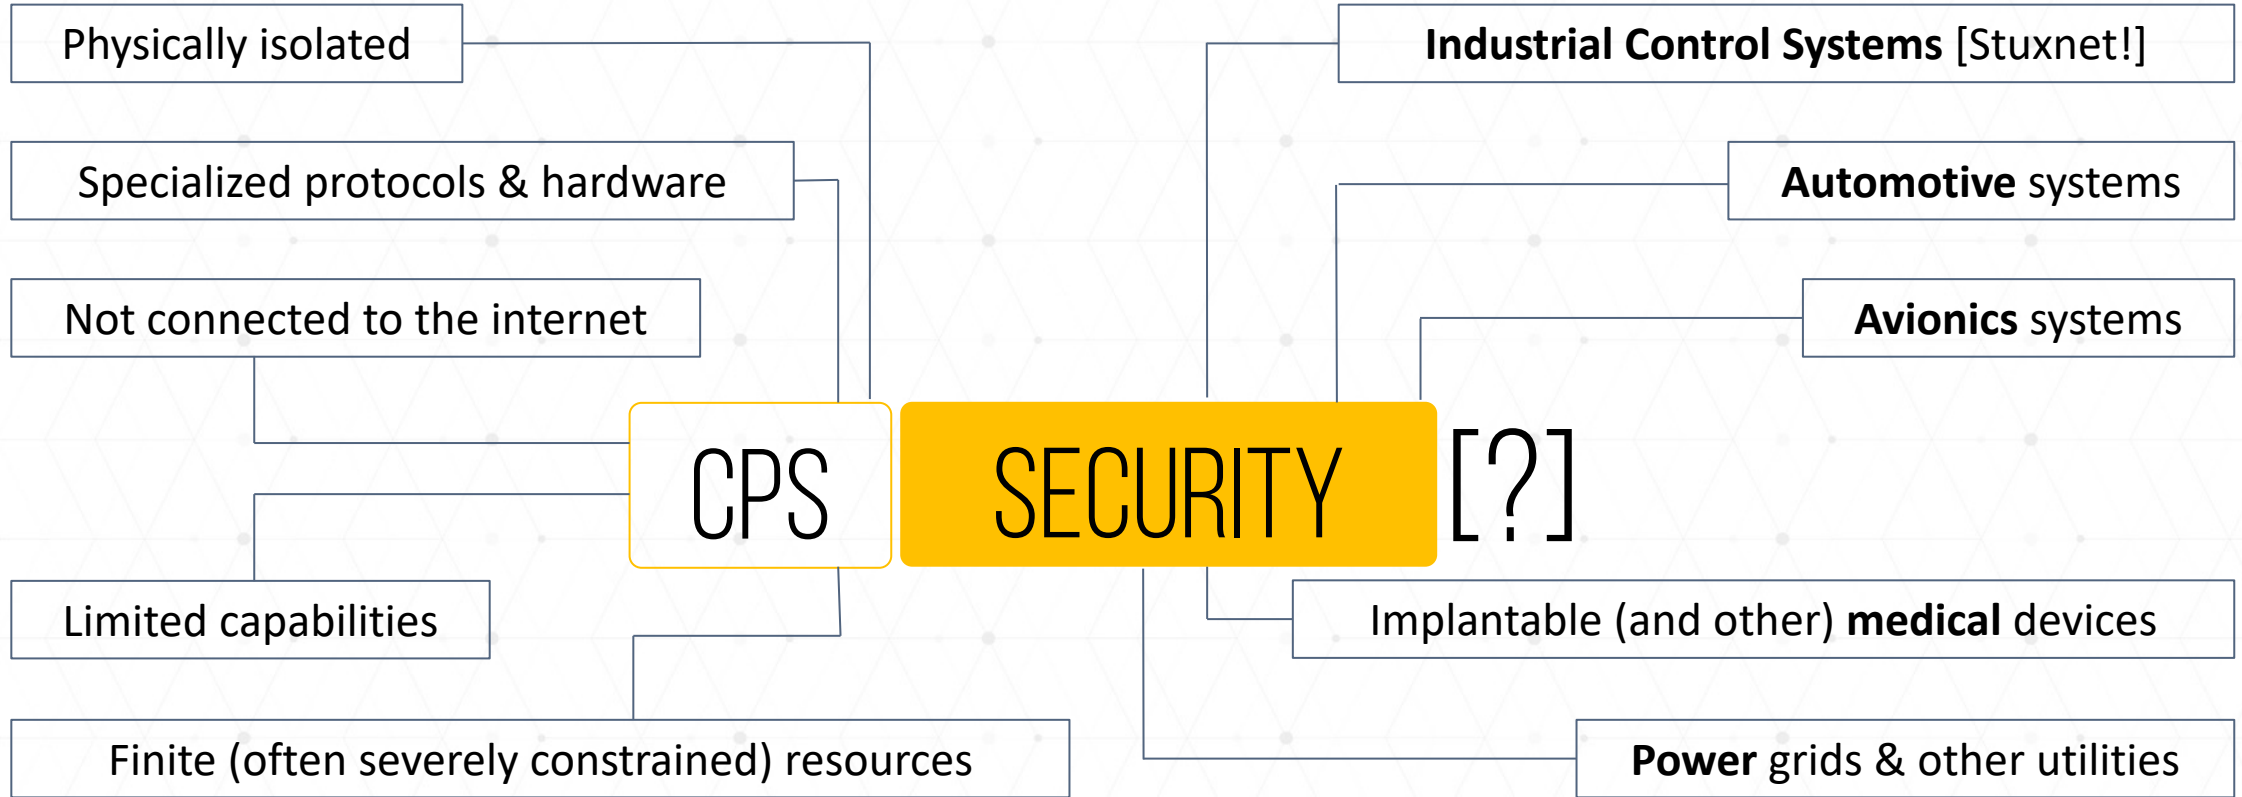 Physically isolated
Industrial Control Systems [Stuxnet!]
Specialized protocols & hardware
Automotive systems
Not connected to the internet
Avionics systems
CPS SECURITY [?]
Limited capabilities
Implantable (and other) medical devices
Finite (often severely constrained) resources
Power grids & other utilities